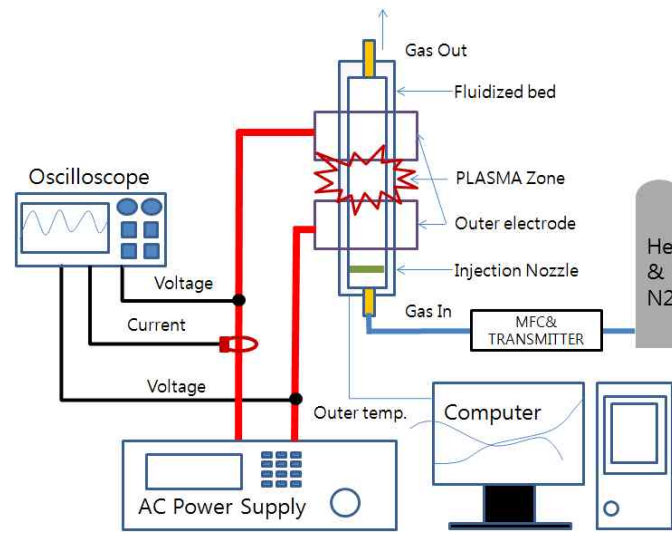 Gas Out
Fluidized bed
Oscilloscope
PLASMA Zone
Outer electrode
Injection Nozzle
Voltage
Gas In
Current
MFC&
TRANSMITTER
He
&
N2
Voltage
Outer temp.
Computer
AC Power Supply